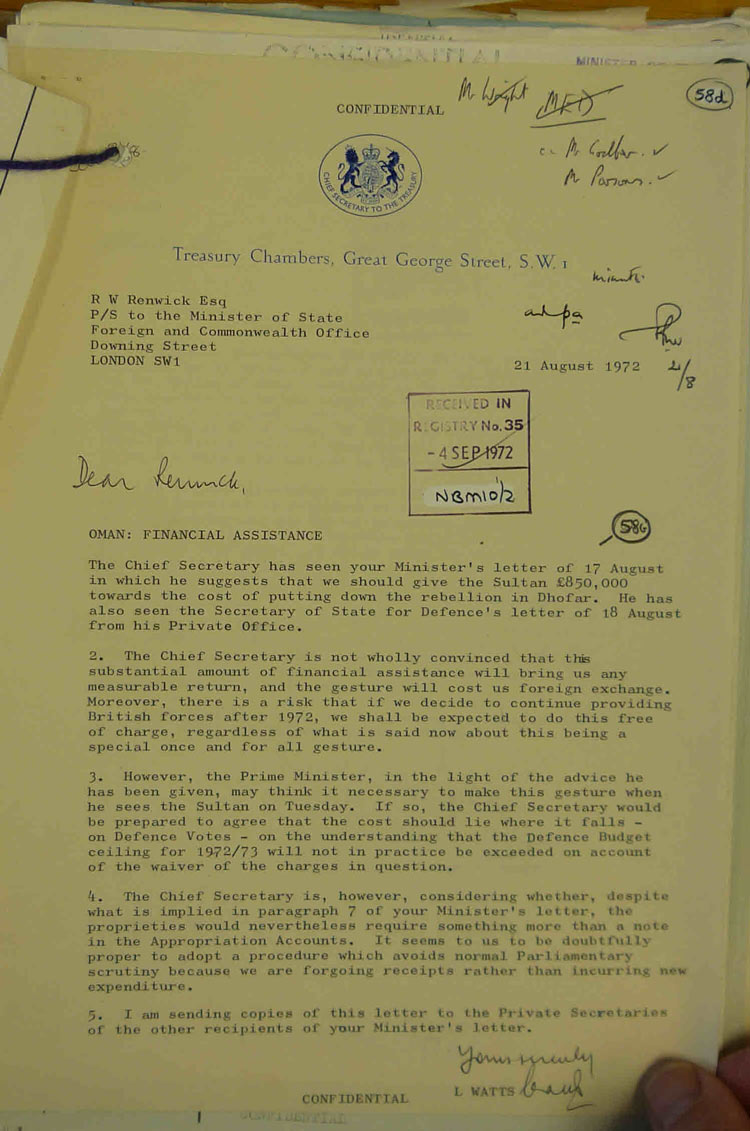 CONFIDENTIAL
MINISTER
CONFIDENTIAL
Mr Wright
MED
58d
cc Mr Godber ✓
Mr Parsons ✓
CHIEF SECRETARY TO THE TREASURY
Treasury Chambers, Great George Street, S.W.1
R W Renwick Esq
P/S to the Minister of State
Foreign and Commonwealth Office
Downing Street
LONDON SW1
and pa
21 August 1972
21/8
RECEIVED IN
REGISTRY No. 35
- 4 SEP 1972
NBM10/2
Dear Renwick,
OMAN: FINANCIAL ASSISTANCE
The Chief Secretary has seen your Minister's letter of 17 August
in which he suggests that we should give the Sultan £850,000
towards the cost of putting down the rebellion in Dhofar. He has
also seen the Secretary of State for Defence's letter of 18 August
from his Private Office.
2. The Chief Secretary is not wholly convinced that this
substantial amount of financial assistance will bring us any
measurable return, and the gesture will cost us foreign exchange.
Moreover, there is a risk that if we decide to continue providing
British forces after 1972, we shall be expected to do this free
of charge, regardless of what is said now about this being a
special once and for all gesture.
3. However, the Prime Minister, in the light of the advice he
has been given, may think it necessary to make this gesture when
he sees the Sultan on Tuesday. If so, the Chief Secretary would
be prepared to agree that the cost should lie where it falls -
on Defence Votes - on the understanding that the Defence Budget
ceiling for 1972/73 will not in practice be exceeded on account
of the waiver of the charges in question.
4. The Chief Secretary is, however, considering whether, despite
what is implied in paragraph 7 of your Minister's letter, the
proprieties would nevertheless require something more than a note
in the Appropriation Accounts. It seems to us to be doubtfully
proper to adopt a procedure which avoids normal Parliamentary
scrutiny because we are forgoing receipts rather than incurring new
expenditure.
5. I am sending copies of this letter to the Private Secretaries
of the other recipients of your Minister's letter.
Yours sincerely
L WATTS
CONFIDENTIAL
CONFIDENTIAL